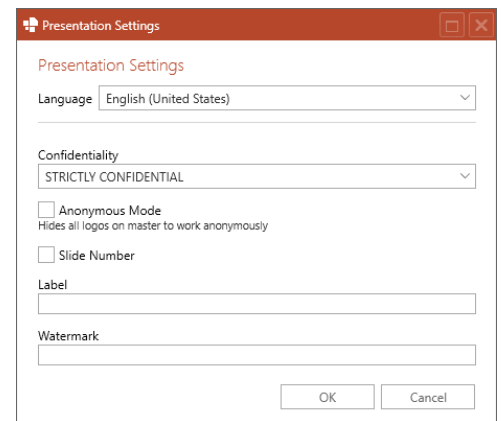 Presentation Settings
Presentation Settings
Language English (United States)
Confidentiality
STRICTLY CONFIDENTIAL
Anonymous Mode
Hides all logos on master to work anonymously
Slide Number
Label
Watermark
OK Cancel